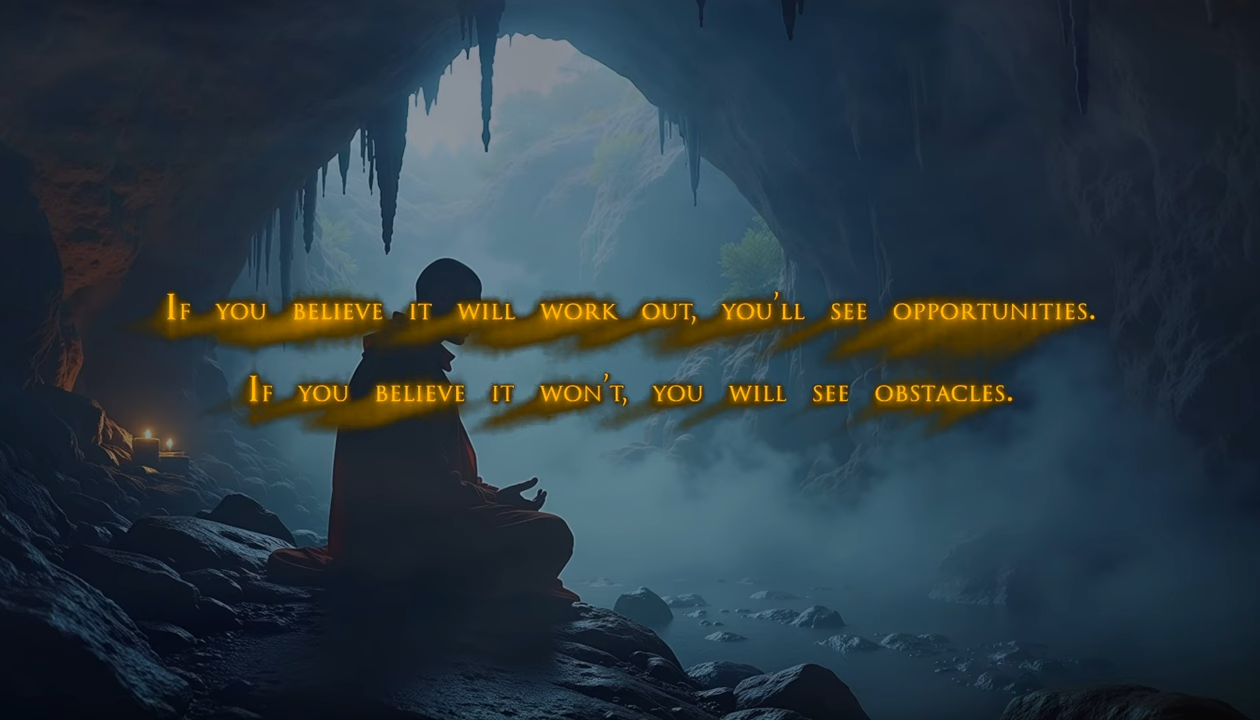 If you believe it will work out, you'll see opportunities.
If you believe it won't, you will see obstacles.